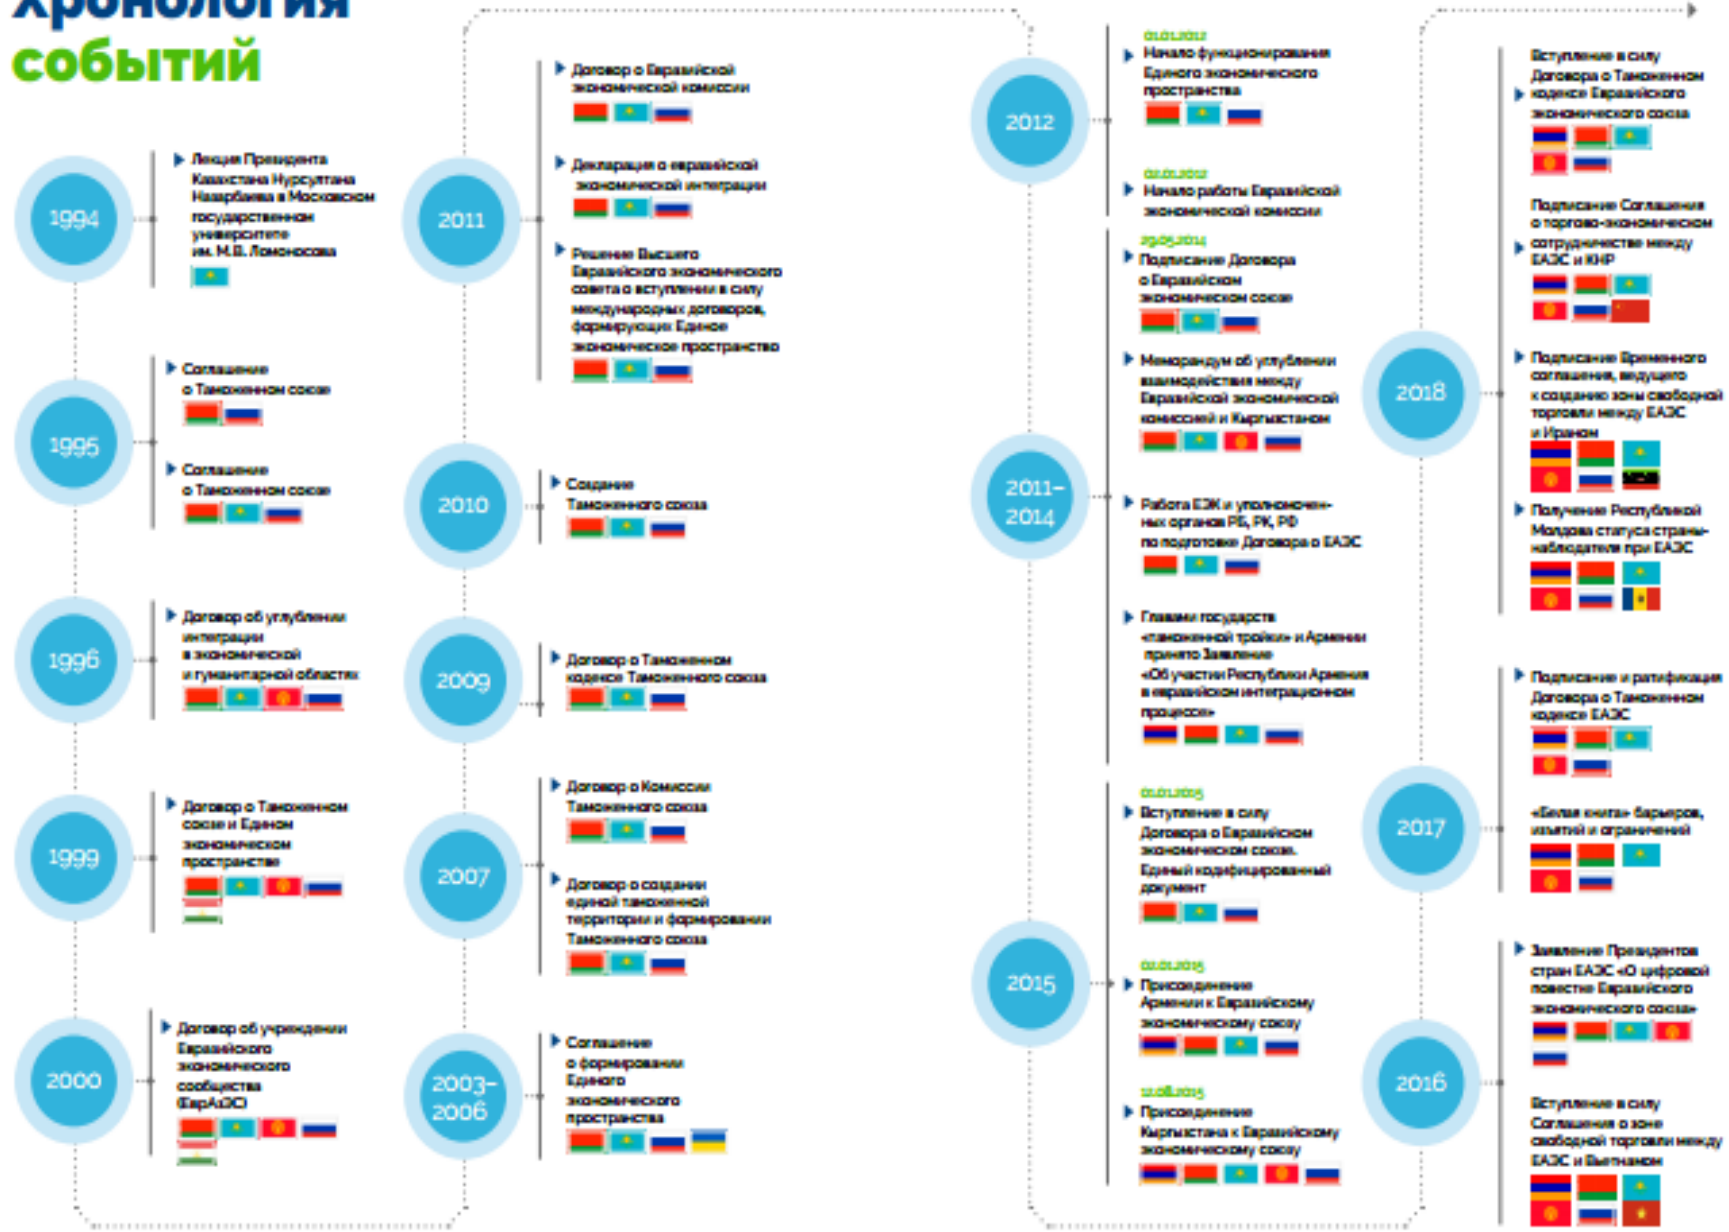 Хронология
событий
1994
Лекция Президента
Казахстана Нурсултана
Назарбаева в Московском
государственном
университете
им. М.В. Ломоносова
1995
Соглашение
о Таможенном союзе
Соглашение
о Таможенном союзе
1996
Договор об углублении
интеграции
в экономической
и гуманитарной областях
1999
Договор о Таможенном
союзе и Едином
экономическом
пространстве
2000
Договор об учреждении
Евразийского
экономического
сообщества
(ЕврАзЭС)
2003–
2006
Соглашение
о формировании
Единого
экономического
пространства
2007
Договор о Комиссии
Таможенного союза
Договор о создании
единой таможенной
территории и формировании
Таможенного союза
2009
Договор о Таможенном
кодексе Таможенного союза
2010
Создание
Таможенного союза
2011
Договор о Евразийской
экономической комиссии
Декларация о евразийской
экономической интеграции
Решение Высшего
Евразийского экономического
совета о вступлении в силу
международных договоров,
формирующих Единое
экономическое пространство
2012
01.01.2012
Начало функционирования
Единого экономического
пространства
02.01.2012
Начало работы Евразийской
экономической комиссии
2011–
2014
29.05.2014
Подписание Договора
о Евразийском
экономическом союзе
Меморандум об углублении
взаимодействия между
Евразийской экономической
комиссией и Кыргызстаном
Работа ЕЭК и уполномочен-
ных органов РБ, РК, РФ
по подготовке Договора о ЕАЭС
Главами государств
«таможенной тройки» и Армении
принято Заявление
«Об участии Республики Армения
в евразийском интеграционном
процессе»
2015
01.01.2015
Вступление в силу
Договора о Евразийском
экономическом союзе.
Единый кодифицированный
документ
02.01.2015
Присоединение
Армении к Евразийскому
экономическому союзу
12.08.2015
Присоединение
Кыргызстана к Евразийскому
экономическому союзу
2016
Заявление Президентов
стран ЕАЭС «О цифровой
повестке Евразийского
экономического союза»
Вступление в силу
Соглашения о зоне
свободной торговли между
ЕАЭС и Вьетнамом
2017
Подписание и ратификация
Договора о Таможенном
кодексе ЕАЭС
«Белая книга» барьеров,
изъятий и ограничений
2018
Вступление в силу
Договора о Таможенном
кодексе Евразийского
экономического союза
Подписание Соглашения
о торгово-экономическом
сотрудничестве между
ЕАЭС и КНР
Подписание Временного
соглашения, ведущего
к созданию зоны свободной
торговли между ЕАЭС
и Ираном
Получение Республикой
Молдова статуса страны-
наблюдателя при ЕАЭС